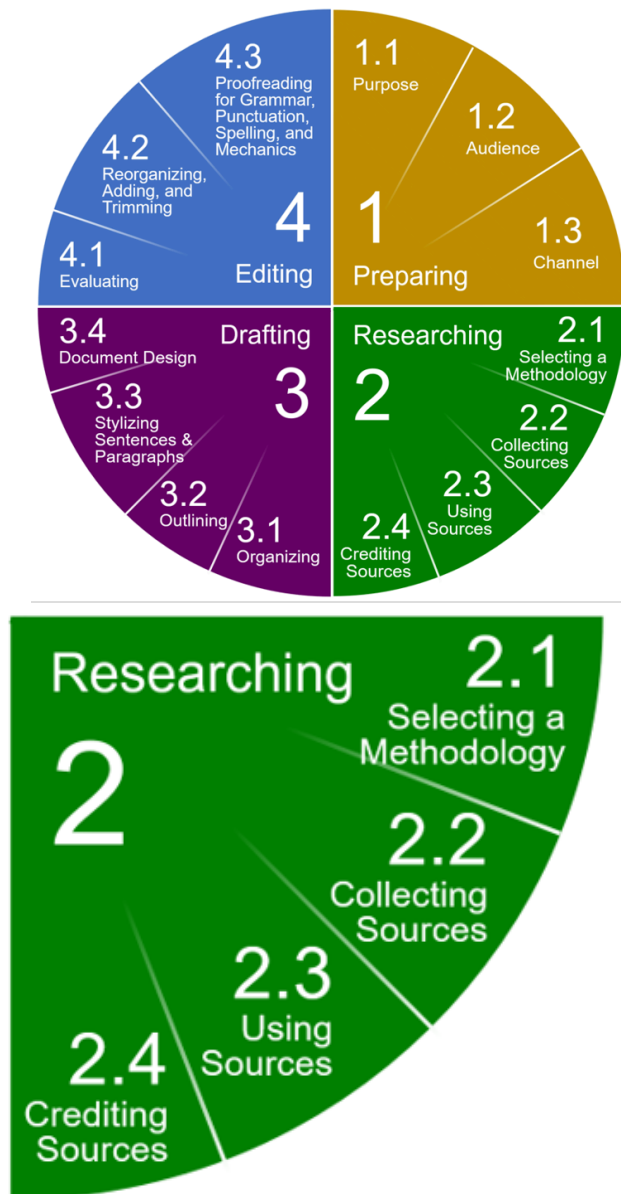 4.3
Proofreading
for Grammar,
Punctuation,
Spelling, and
Mechanics
4.2
Reorganizing,
Adding, and
Trimming
4.1
Evaluating
4
Editing
1.1
Purpose
1.2
Audience
1.3
Channel
1
Preparing
Drafting
3
3.4
Document Design
3.3
Stylizing
Sentences &
Paragraphs
3.2
Outlining
3.1
Organizing
Researching
2
2.1
Selecting a
Methodology
2.2
Collecting
Sources
2.3
Using
Sources
2.4
Crediting
Sources
Researching
2
2.1
Selecting a
Methodology
2.2
Collecting
Sources
2.3
Using
Sources
2.4
Crediting
Sources